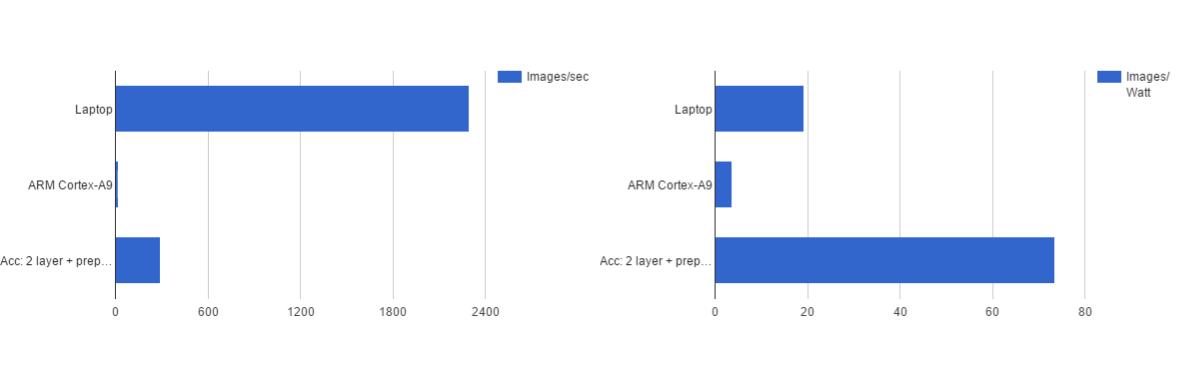 Images/sec
Laptop
ARM Cortex-A9
Acc: 2 layer + prep...
0 600 1200 1800 2400
Images/
Watt
Laptop
ARM Cortex-A9
Acc: 2 layer + prep...
0 20 40 60 80